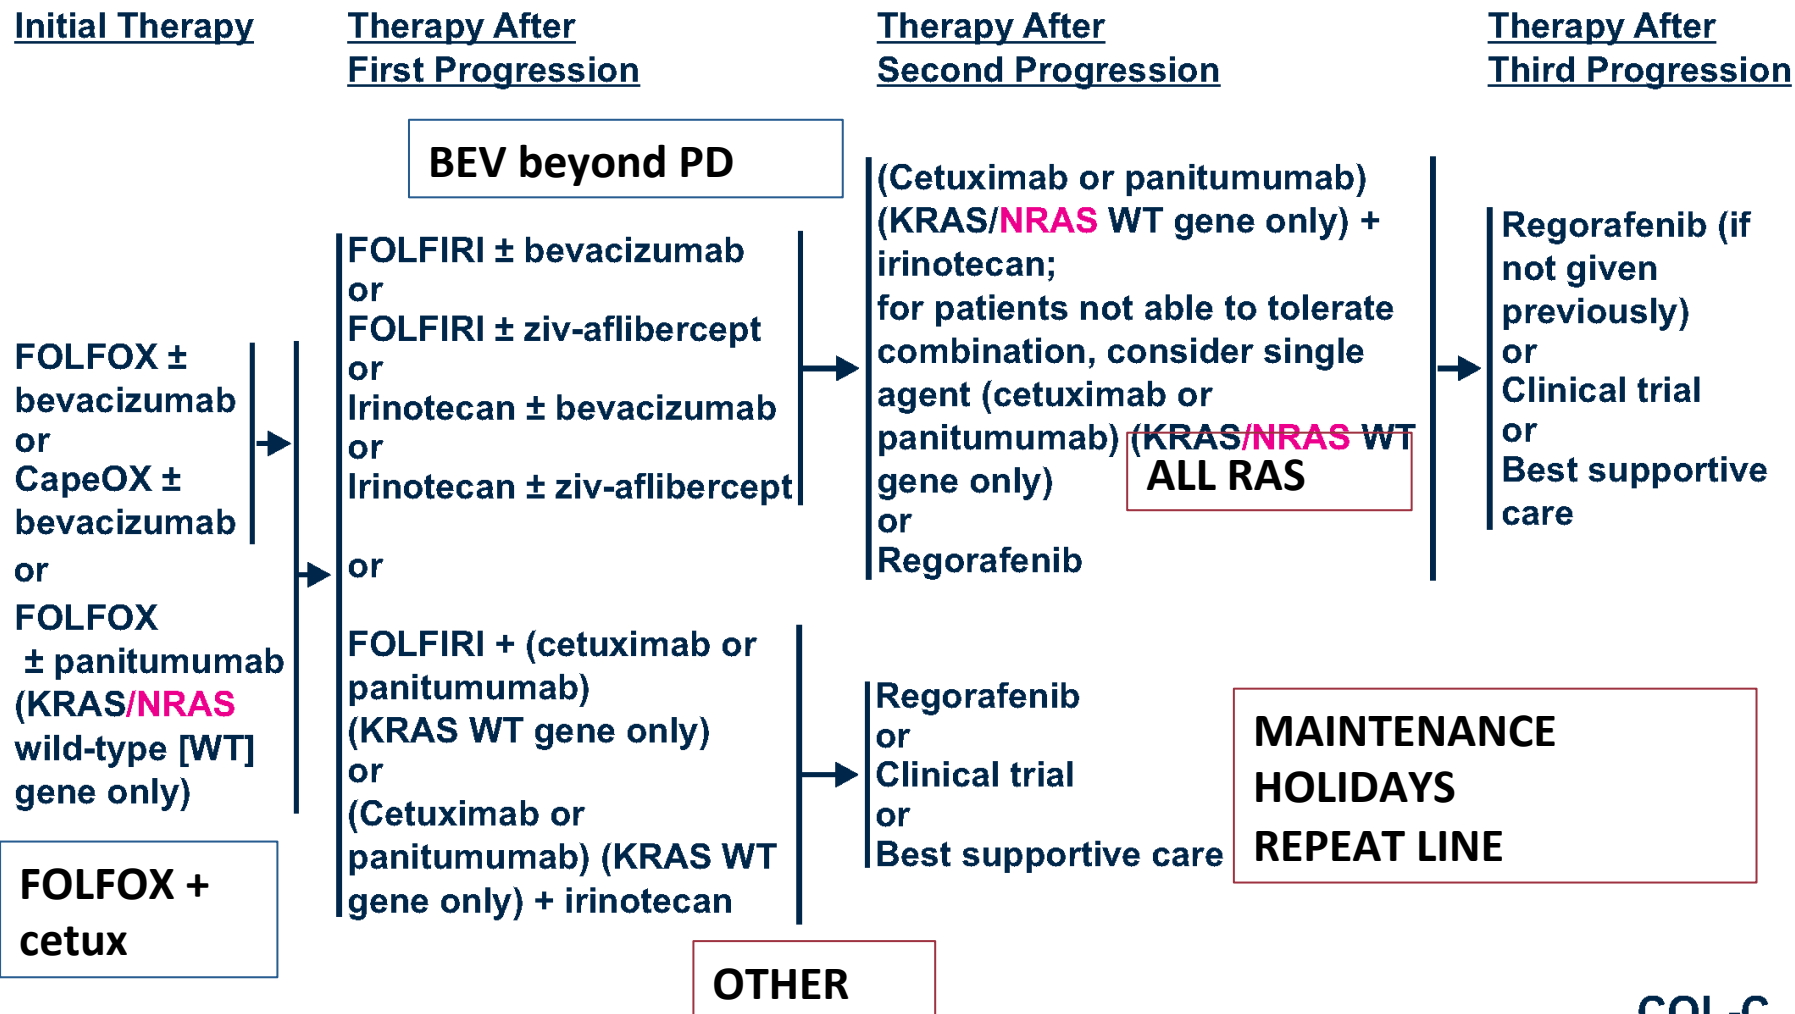 Initial Therapy
Therapy After
First Progression
Therapy After
Second Progression
Therapy After
Third Progression
BEV beyond PD
FOLFOX ±
bevacizumab
or
CapeOX ±
bevacizumab
or
FOLFOX
± panitumumab
(KRAS/NRAS
wild-type [WT]
gene only)
FOLFOX +
cetux
FOLFIRI ± bevacizumab
or
FOLFIRI ± ziv-aflibercept
or
Irinotecan ± bevacizumab
or
Irinotecan ± ziv-aflibercept
or
FOLFIRI + (cetuximab or
panitumumab)
(KRAS WT gene only)
or
(Cetuximab or
panitumumab) (KRAS WT
gene only) + irinotecan
OTHER
(Cetuximab or panitumumab)
(KRAS/NRAS WT gene only) +
irinotecan;
for patients not able to tolerate
combination, consider single
agent (cetuximab or
panitumumab) (KRAS/NRAS WT
gene only)
or
Regorafenib
ALL RAS
Regorafenib
or
Clinical trial
or
Best supportive care
Regorafenib (if
not given
previously)
or
Clinical trial
or
Best supportive
care
MAINTENANCE
HOLIDAYS
REPEAT LINE
COL-C